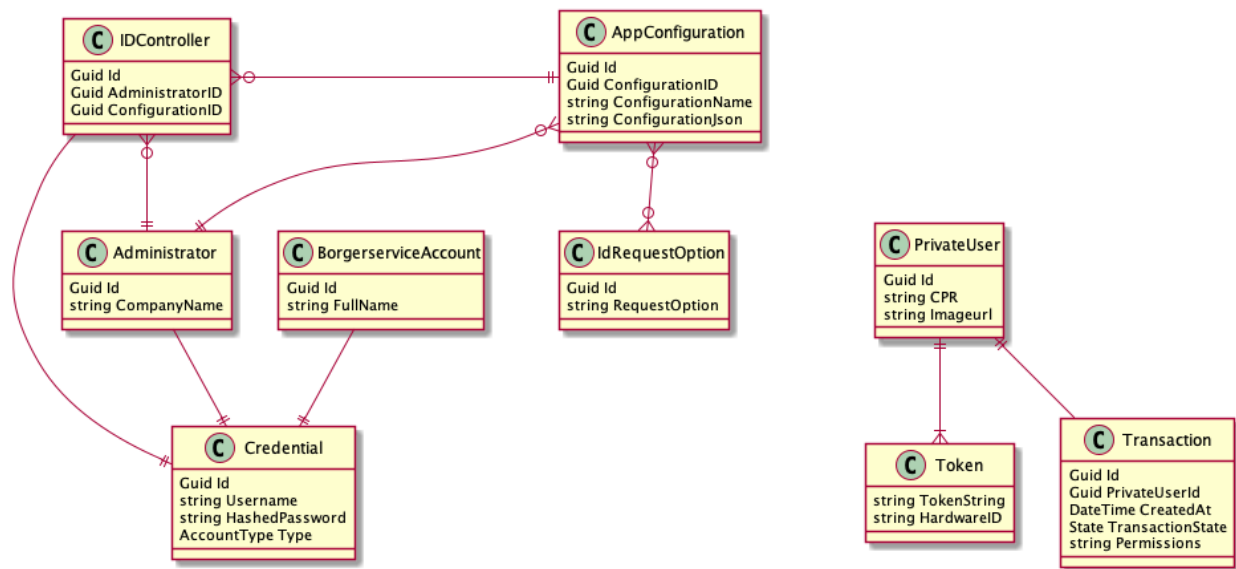 C IDController
Guid Id
Guid AdministratorID
Guid ConfigurationID
C AppConfiguration
Guid Id
Guid ConfigurationID
string ConfigurationName
string ConfigurationJson
C Administrator
Guid Id
string CompanyName
C BorgerserviceAccount
Guid Id
string FullName
C IdRequestOption
Guid Id
string RequestOption
C PrivateUser
Guid Id
string CPR
string Imageurl
C Credential
Guid Id
string Username
string HashedPassword
AccountType Type
C Token
string TokenString
string HardwareID
C Transaction
Guid Id
Guid PrivateUserId
DateTime CreatedAt
State TransactionState
string Permissions